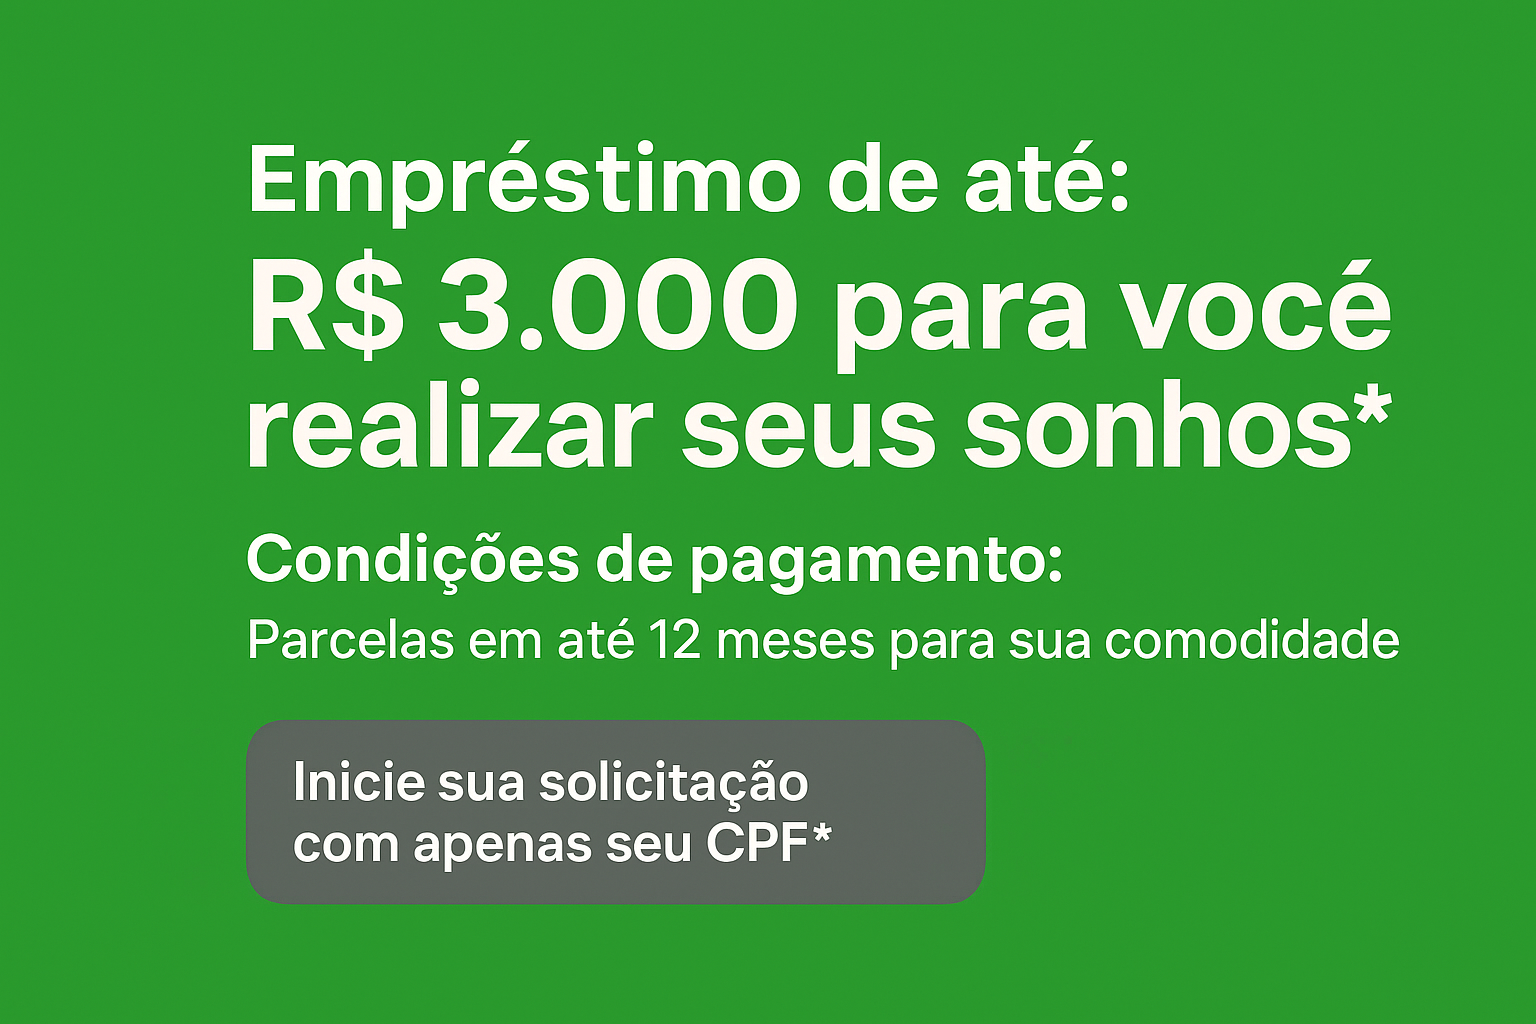 Empréstimo de até:
R$ 3.000 para vocé
realizar seus sonhos*
Condições de pagamento:
Parcelas em até 12 meses para sua comodidade
Inicie sua solicitação
com apenas seu CPF*